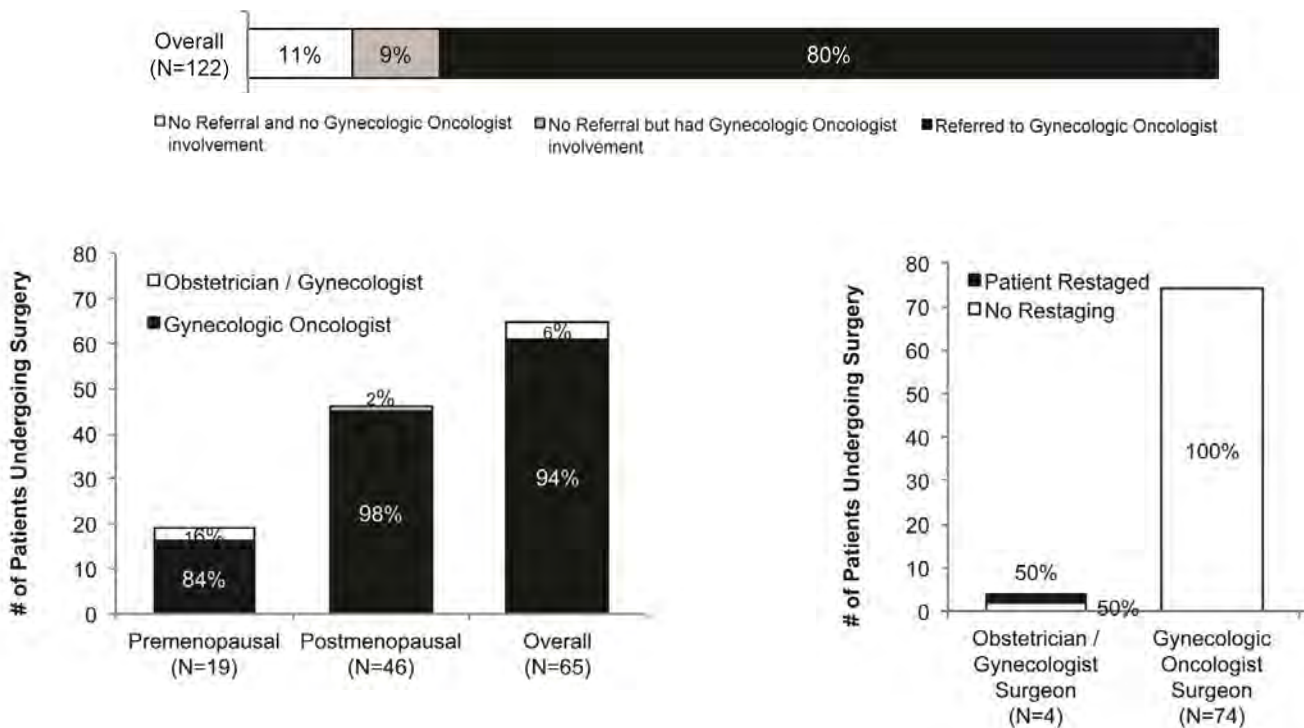 Overall
(N=122)
11%
9%
80%
No Referral and no Gynecologic Oncologist
involvement
No Referral but had Gynecologic Oncologist
involvement
Referred to Gynecologic Oncologist
# of Patients Undergoing Surgery
80
70
60
50
40
30
20
10
0
Obstetrician / Gynecologist
Gynecologic Oncologist
16%
84%
2%
98%
6%
94%
Premenopausal
(N=19)
Postmenopausal
(N=46)
Overall
(N=65)
# of Patients Undergoing Surgery
80
70
60
50
40
30
20
10
0
Patient Restaged
No Restaging
50%
50%
100%
Obstetrician /
Gynecologist
Surgeon
(N=4)
Gynecologic
Oncologist
Surgeon
(N=74)